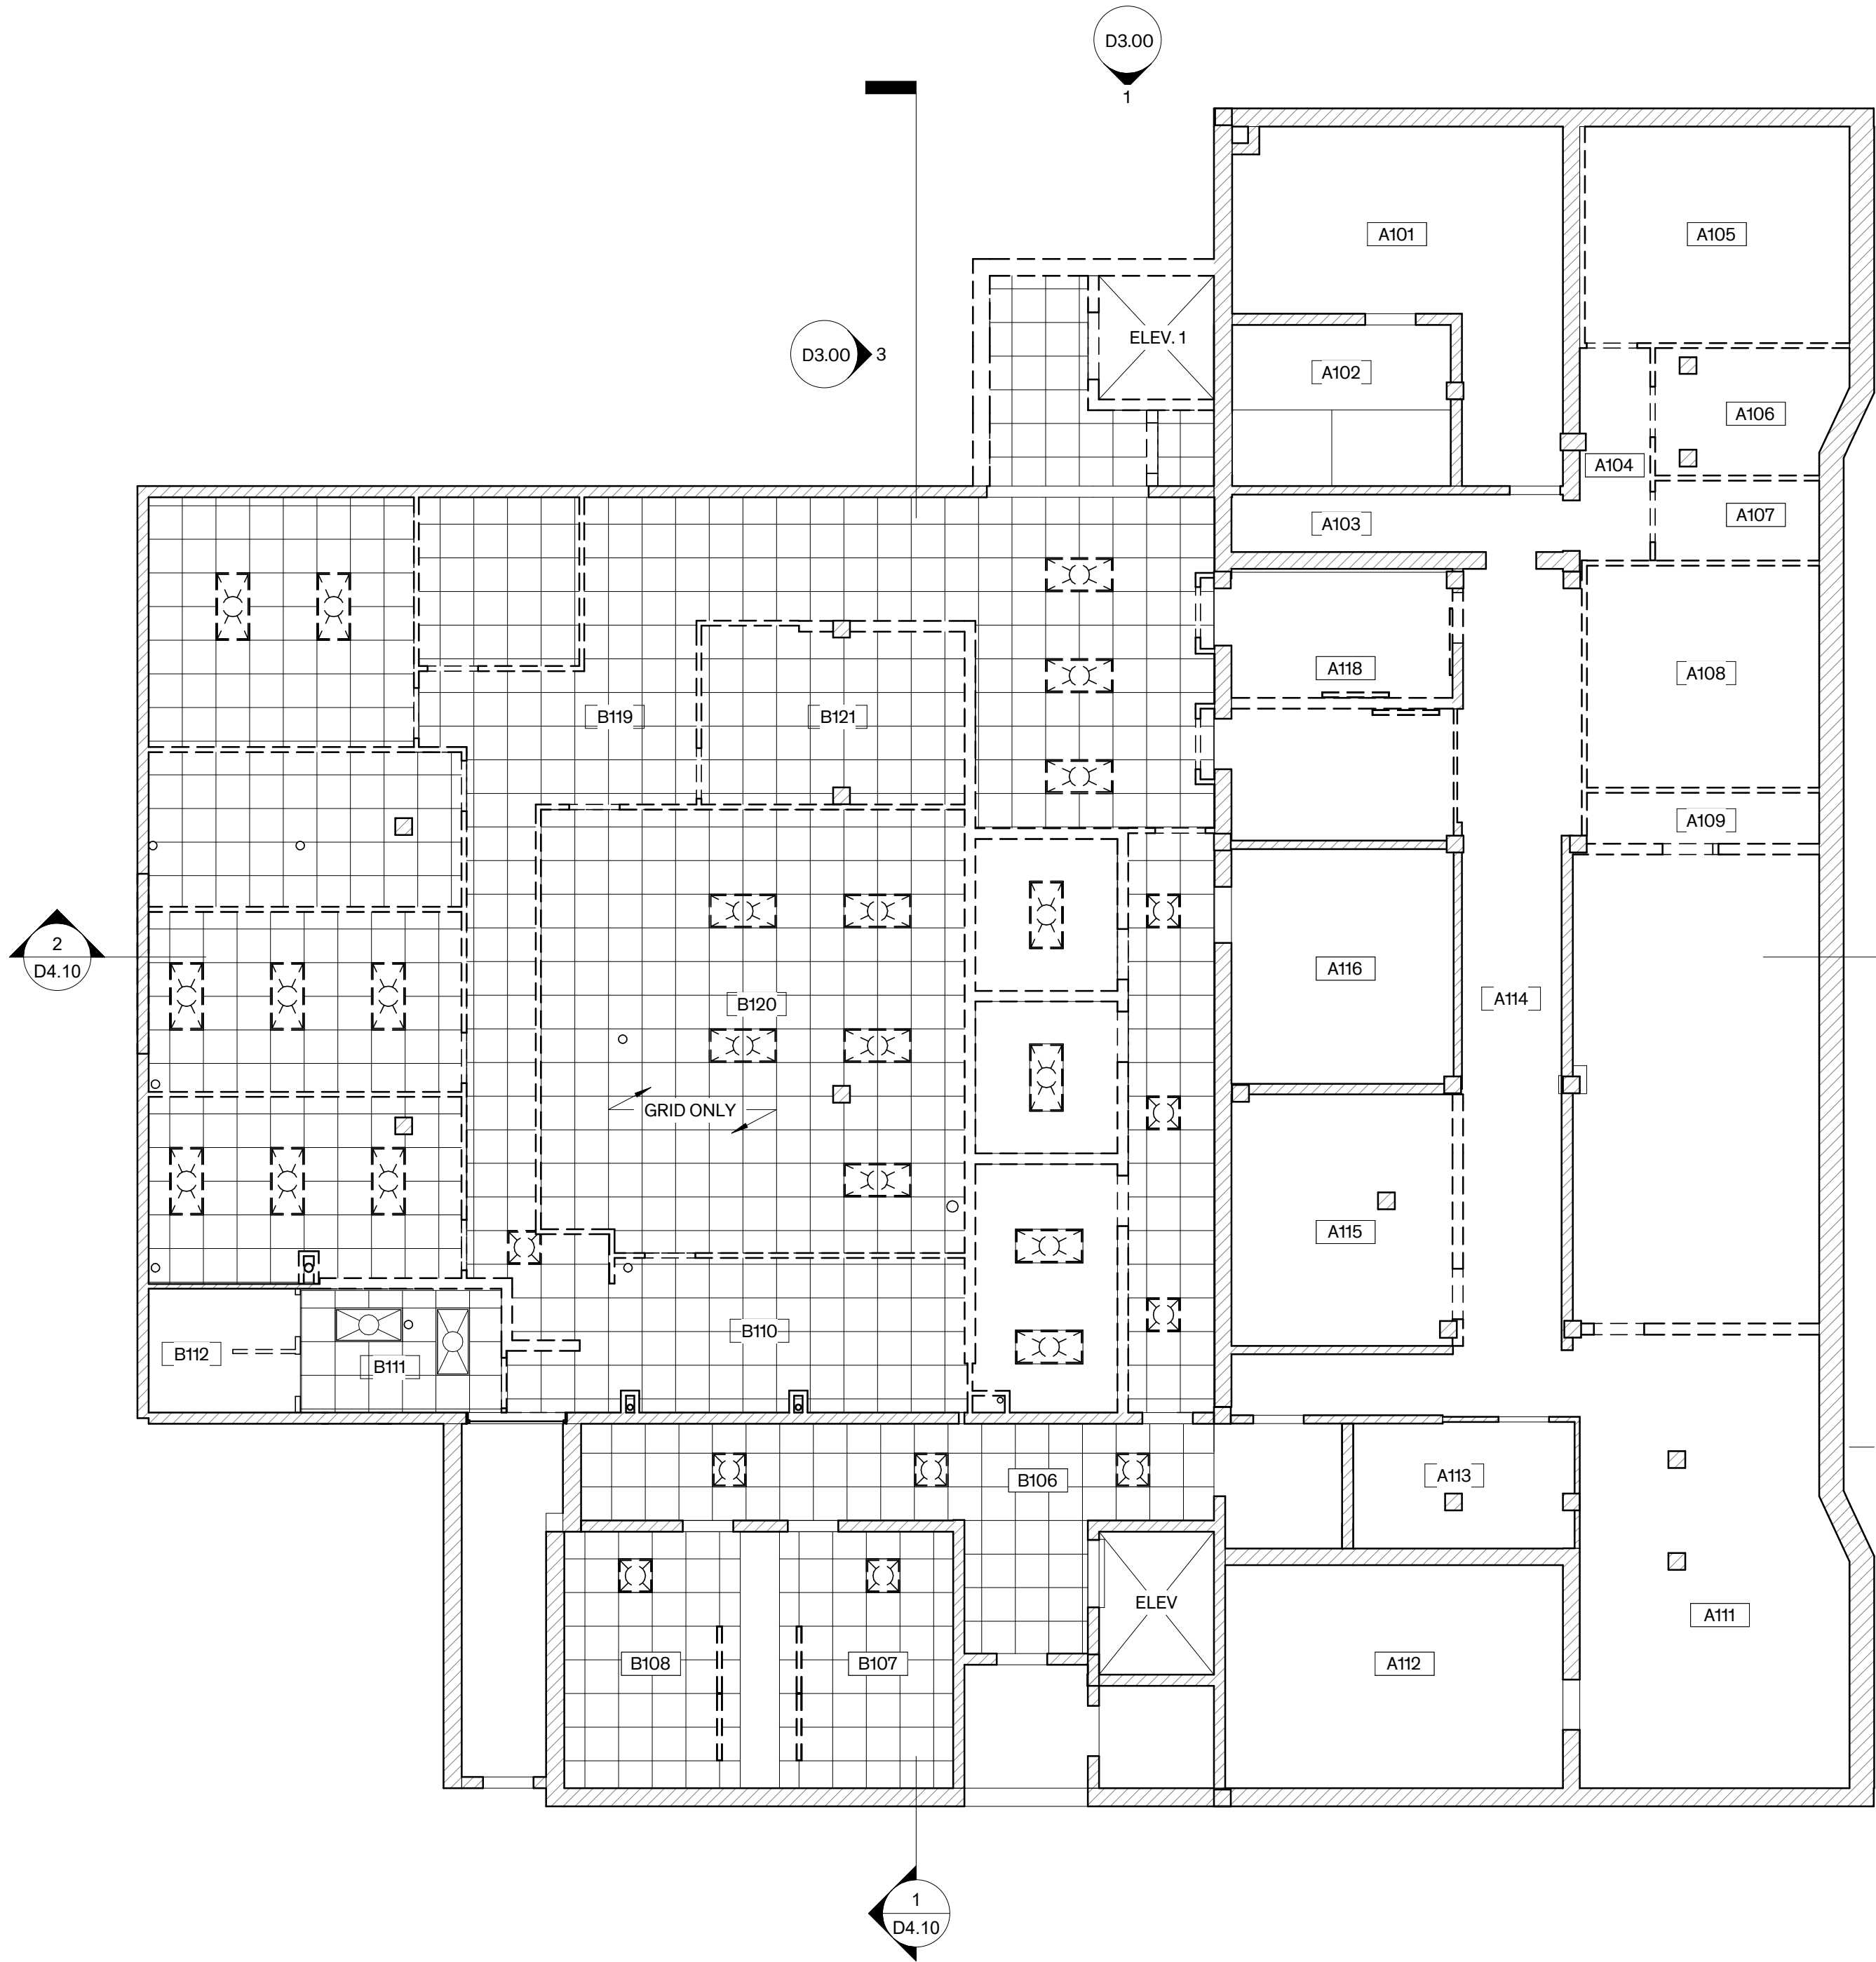 D3.00
1
A101
A105
D3.00 3
ELEV. 1
A102
A106
A104
A107
A103
A118
A108
B119
B121
A109
2
D4.10
A116
B120
A114
GRID ONLY
A115
B110
B112
B111
A113
B106
ELEV
A111
B108
B107
A112
1
D4.10